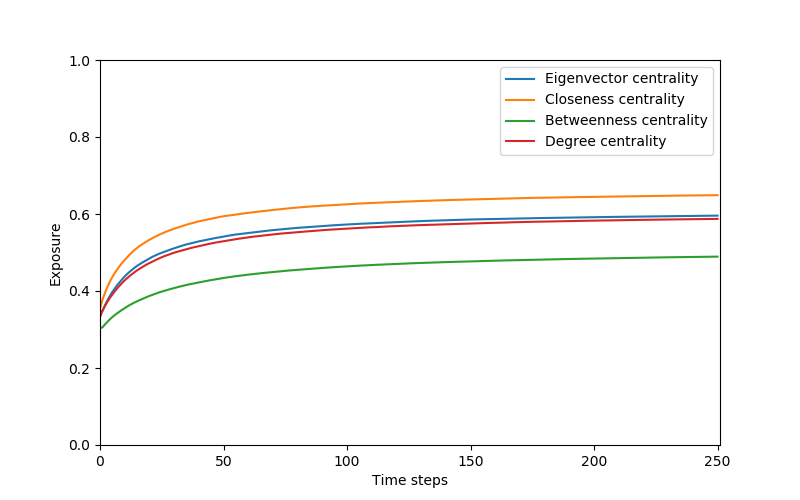 1.0
0.8
0.6
0.4
0.2
0.0
Exposure
0 50 100 150 200 250
Time steps
Eigenvector centrality
Closeness centrality
Betweenness centrality
Degree centrality